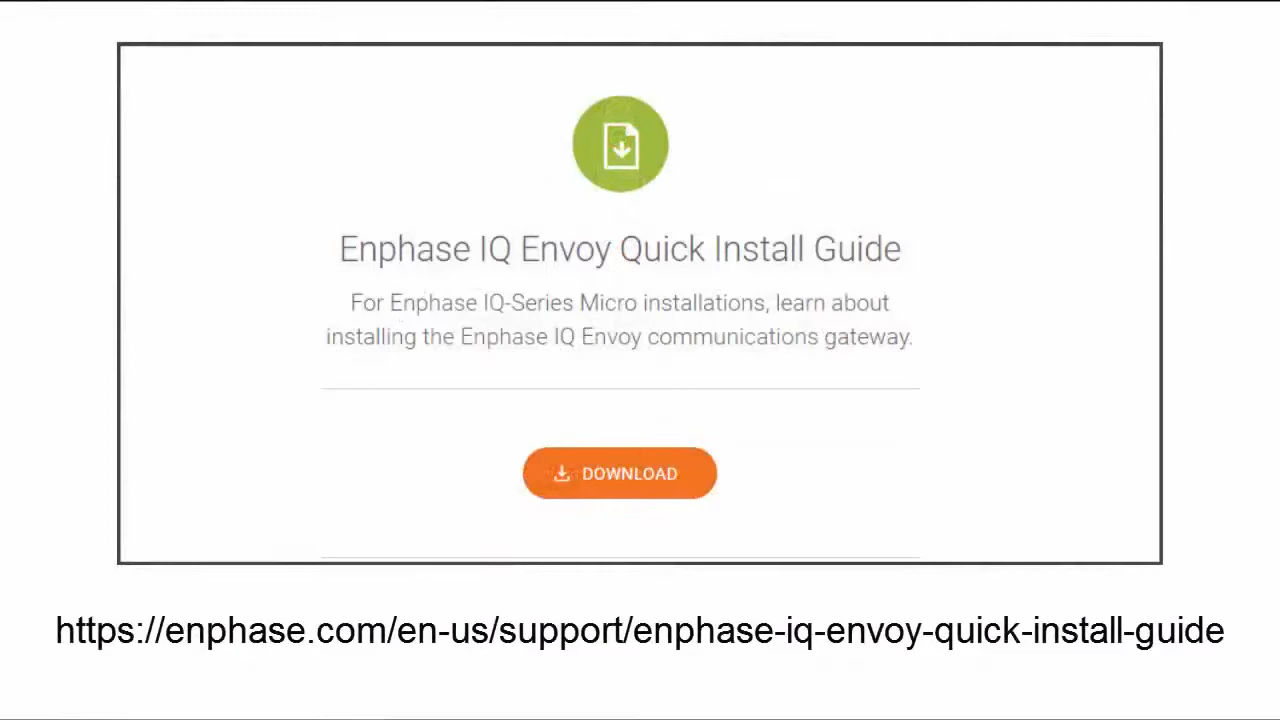 Enphase IQ Envoy Quick Install Guide
For Enphase IQ-Series Micro installations, learn about
installing the Enphase IQ Envoy communications gateway.
DOWNLOAD
https://enphase.com/en-us/support/enphase-iq-envoy-quick-install-guide